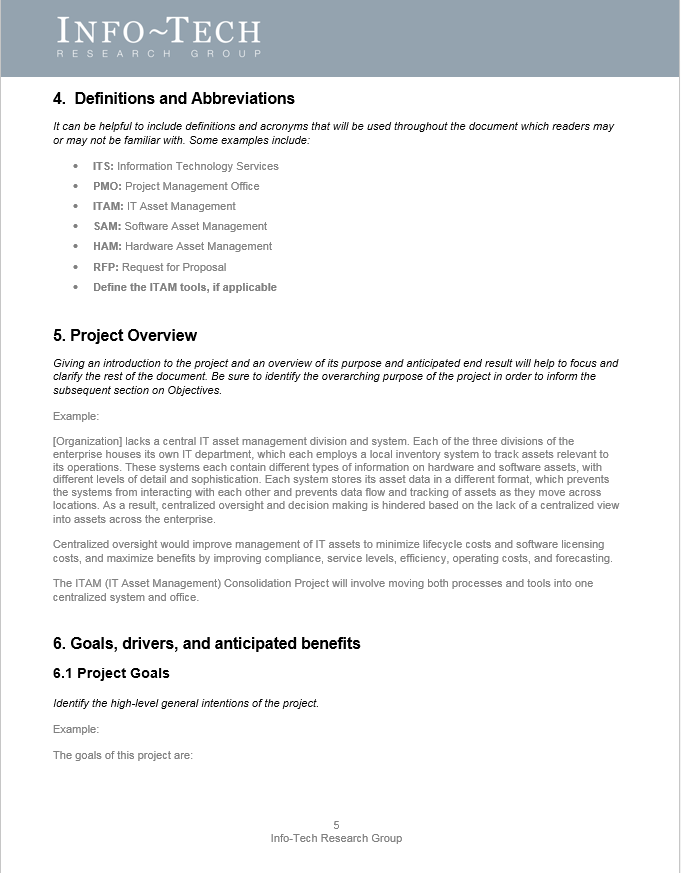 INFO~TECH
RESEARCH GROUP
4. Definitions and Abbreviations
It can be helpful to include definitions and acronyms that will be used throughout the document which readers may
or may not be familiar with. Some examples include:
• ITS: Information Technology Services
• PMO: Project Management Office
• ITAM: IT Asset Management
• SAM: Software Asset Management
• HAM: Hardware Asset Management
• RFP: Request for Proposal
• Define the ITAM tools, if applicable
5. Project Overview
Giving an introduction to the project and an overview of its purpose and anticipated end result will help to focus and
clarify the rest of the document. Be sure to identify the overarching purpose of the project in order to inform the
subsequent section on Objectives.
Example:
[Organization] lacks a central IT asset management division and system. Each of the three divisions of the
enterprise houses its own IT department, which each employs a local inventory system to track assets relevant to
its operations. These systems each contain different types of information on hardware and software assets, with
different levels of detail and sophistication. Each system stores its asset data in a different format, which prevents
the systems from interacting with each other and prevents data flow and tracking of assets as they move across
locations. As a result, centralized oversight and decision making is hindered based on the lack of a centralized view
into assets across the enterprise.
Centralized oversight would improve management of IT assets to minimize lifecycle costs and software licensing
costs, and maximize benefits by improving compliance, service levels, efficiency, operating costs, and forecasting.
The ITAM (IT Asset Management) Consolidation Project will involve moving both processes and tools into one
centralized system and office.
6. Goals, drivers, and anticipated benefits
6.1 Project Goals
Identify the high-level general intentions of the project.
Example:
The goals of this project are:
5
Info-Tech Research Group